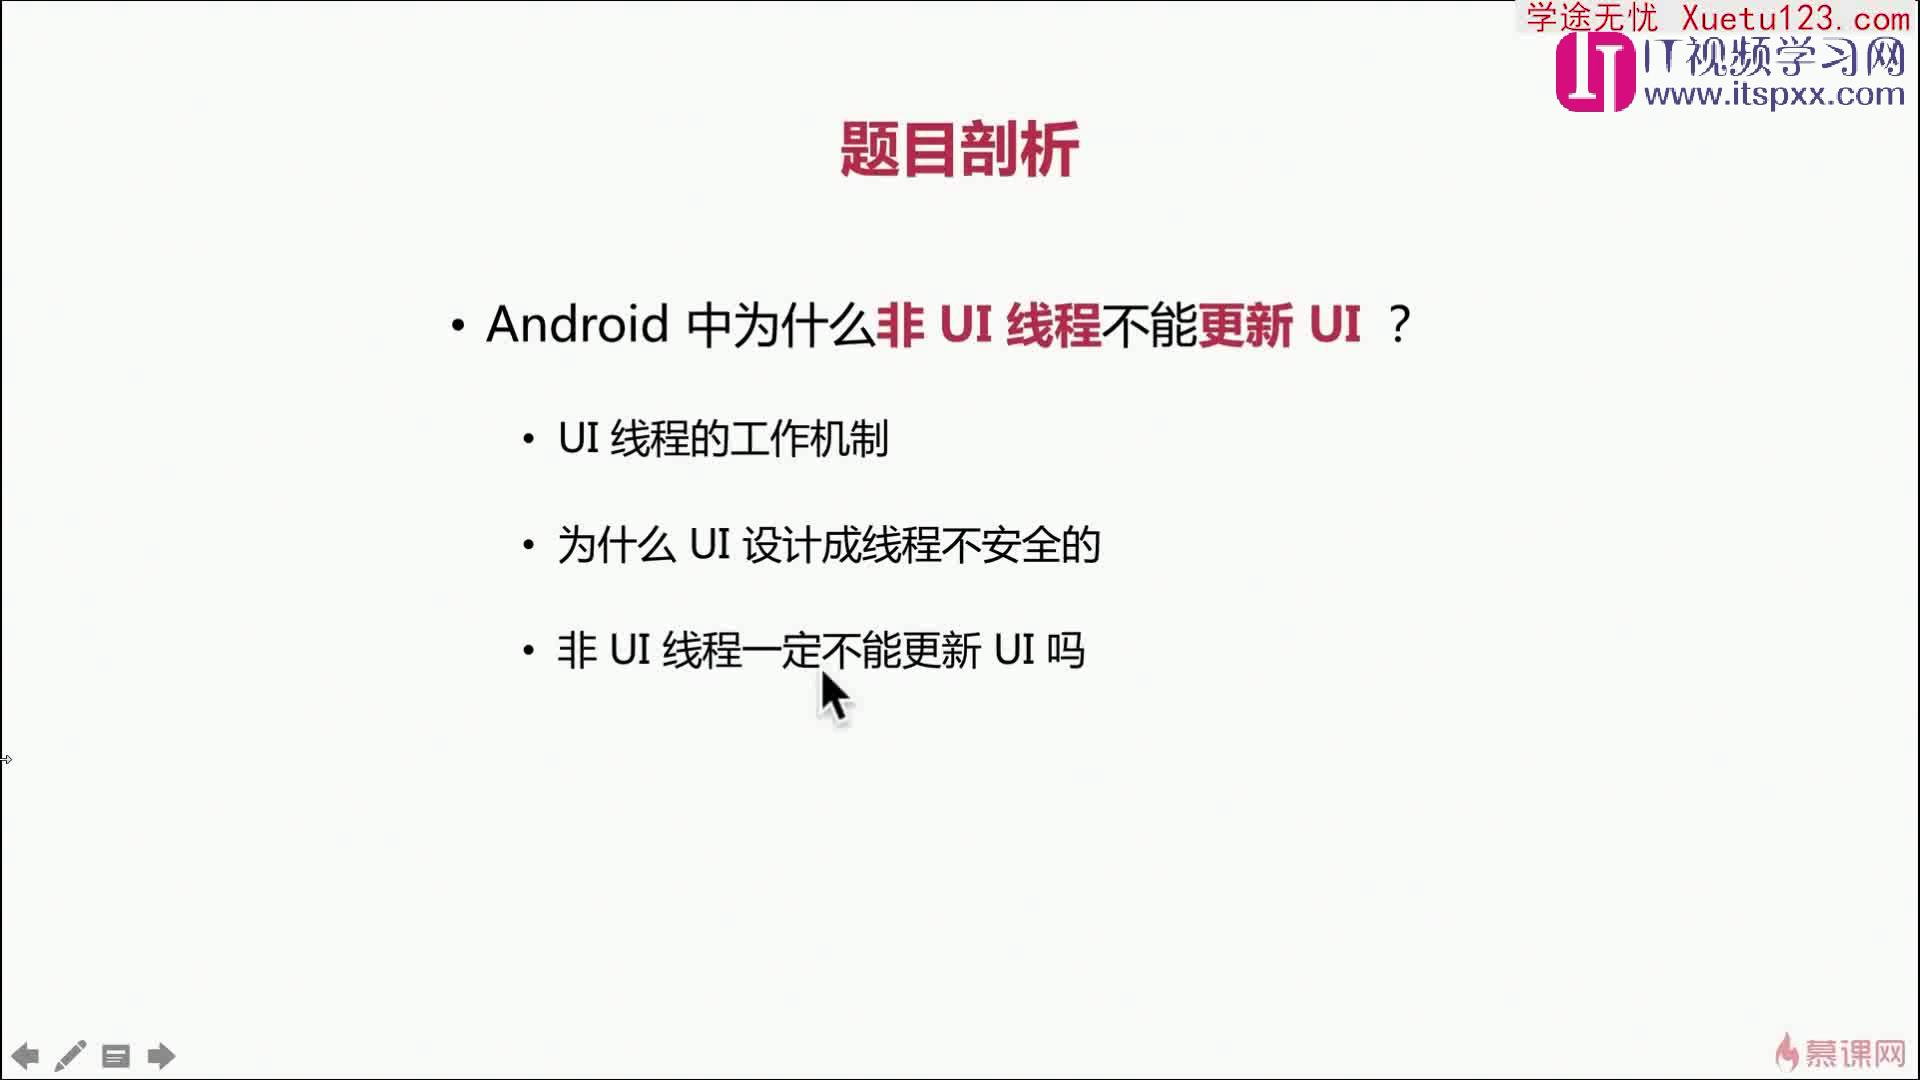 学途无忧 Xuetu123.com
IT视频学习网
www.itspxx.com
题目剖析
• Android 中为什么非 UI 线程不能更新 UI ？
• UI 线程的工作机制
• 为什么 UI 设计成线程不安全的
• 非 UI 线程一定不能更新 UI 吗
慕课网